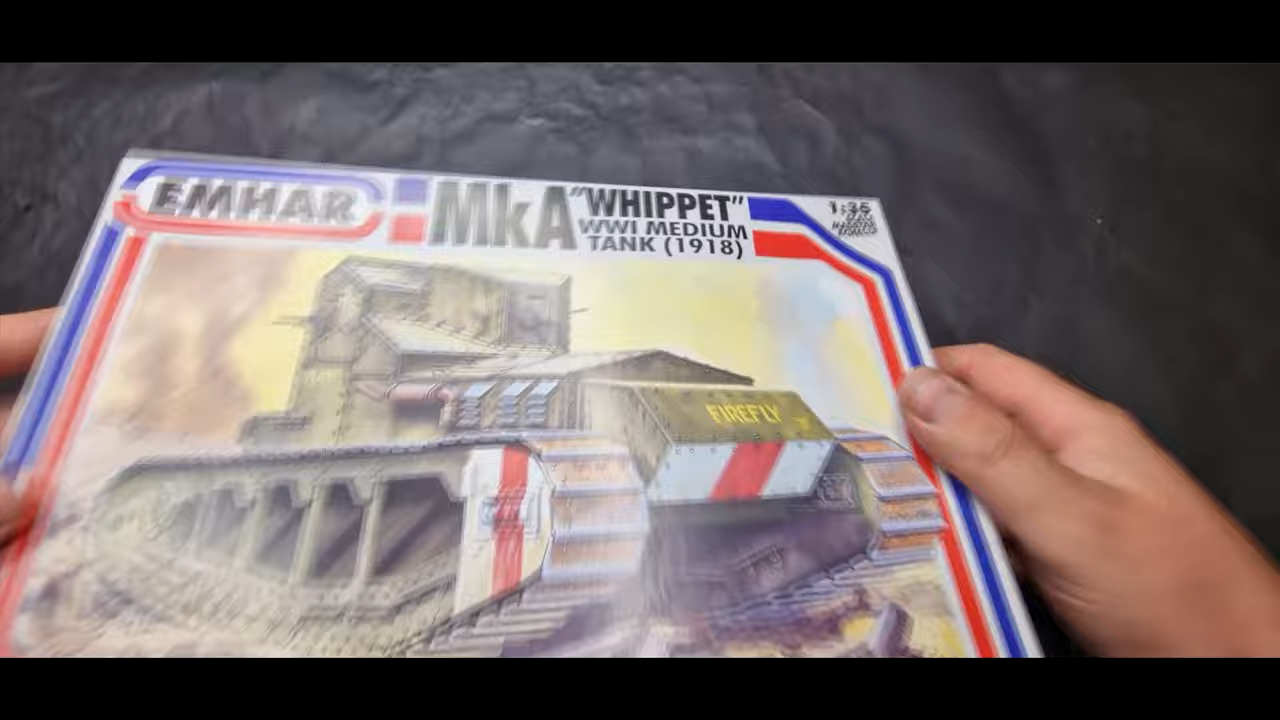 EMHAR
MkA "WHIPPET"
WWI MEDIUM
TANK (1918)
1:35
FIREFLY